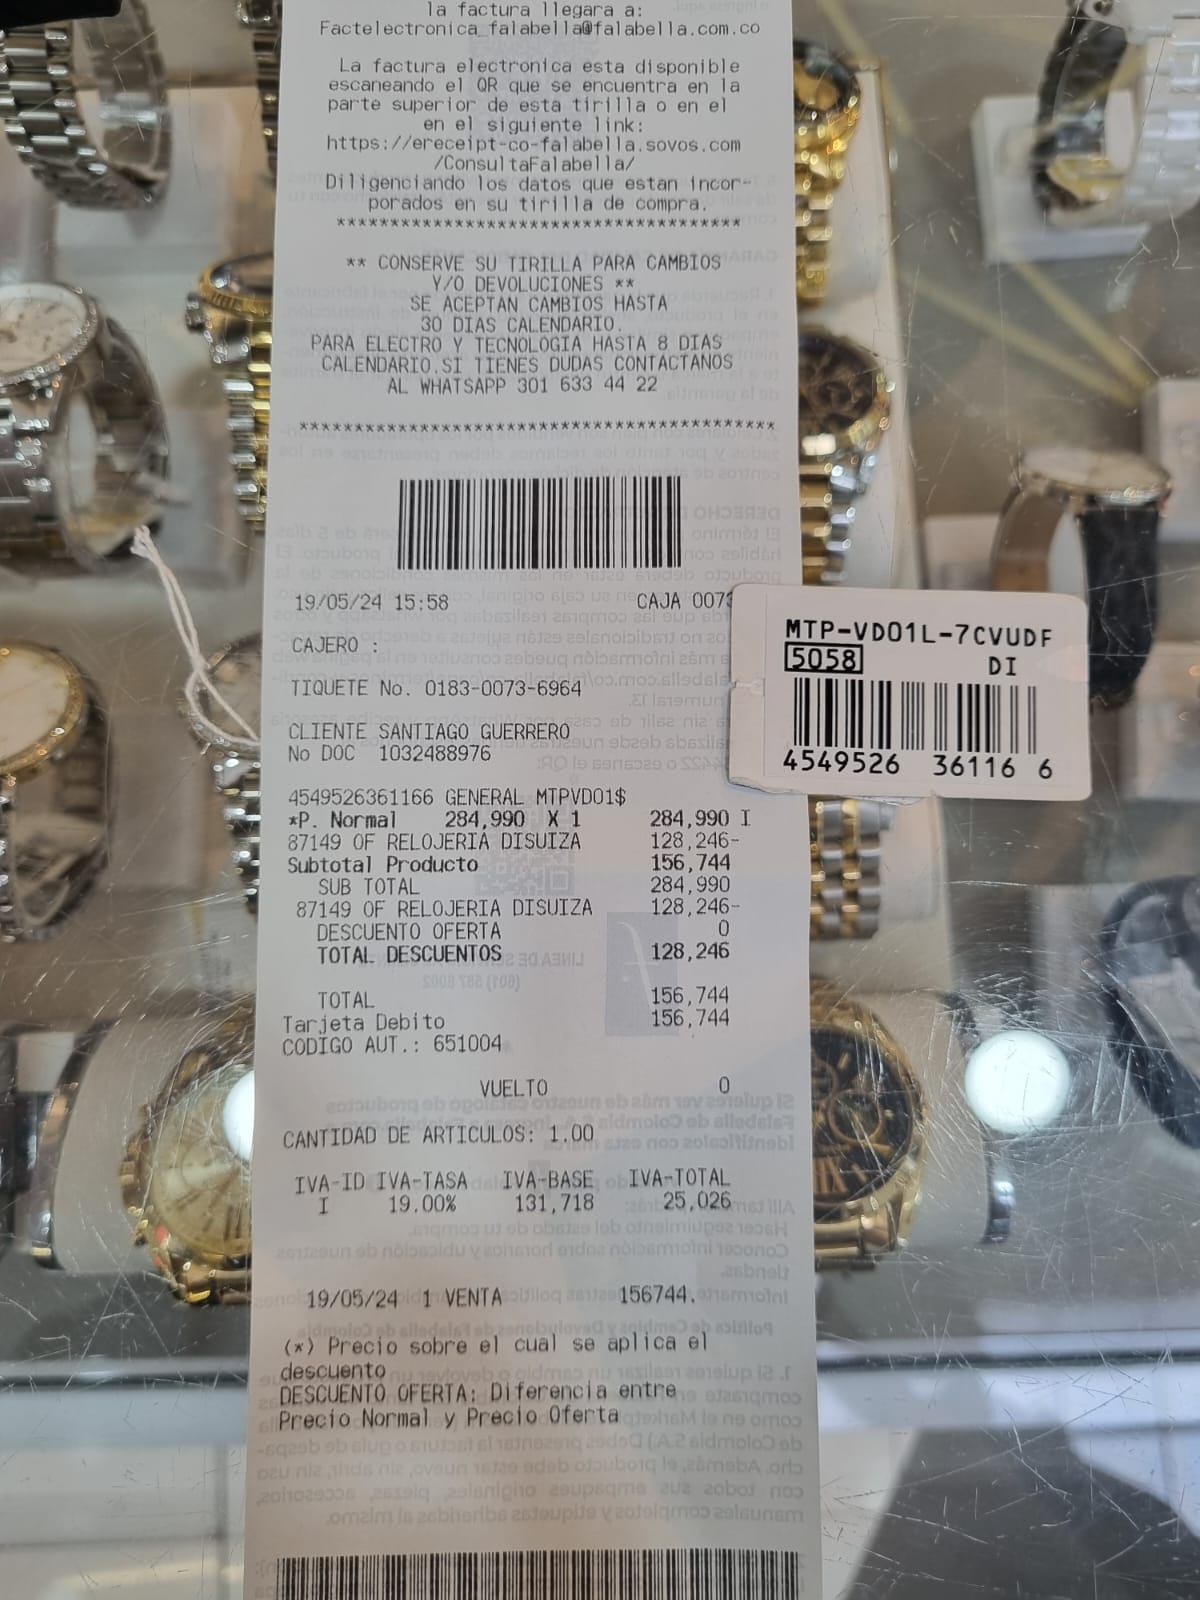 la factura llegara a:
Factelectronica_falabella@falabella.com.co
La factura electronica esta disponible
escaneando el QR que se encuentra en la
parte superior de esta tirilla o en el
en el siguiente link:
https://ereceipt-co-falabella.sovos.com
/ConsultaFalabella/
Diligenciando los datos que estan incor-
porados en su tirilla de compra.
*************************************
** CONSERVE SU TIRILLA PARA CAMBIOS
Y/O DEVOLUCIONES **
SE ACEPTAN CAMBIOS HASTA
30 DIAS CALENDARIO.
PARA ELECTRO Y TECNOLOGIA HASTA 8 DIAS
CALENDARIO.SI TIENES DUDAS CONTACTANOS
AL WHATSAPP 301 633 44 22
*******************************************
19/05/24 15:58 CAJA 0073
CAJERO :
TIQUETE No. 0183-0073-6964
CLIENTE SANTIAGO GUERRERO
No DOC 1032488976
4549526361166 GENERAL MTPVD01$
*P. Normal 284,990 X 1 284,990 I
87149 OF RELOJERIA DISUIZA 128,246-
Subtotal Producto 156,744
SUB TOTAL 284,990
87149 OF RELOJERIA DISUIZA 128,246-
DESCUENTO OFERTA 0
TOTAL DESCUENTOS 128,246
TOTAL 156,744
Tarjeta Debito 156,744
CODIGO AUT.: 651004
VUELTO 0
CANTIDAD DE ARTICULOS: 1.00
IVA-ID IVA-TASA IVA-BASE IVA-TOTAL
I 19.00% 131,718 25,026
19/05/24 1 VENTA 156744.
(*) Precio sobre el cual se aplica el
descuento
DESCUENTO OFERTA: Diferencia entre
Precio Normal y Precio Oferta
MTP-VD01L-7CVUDF
5058 DI
4549526 36116 6